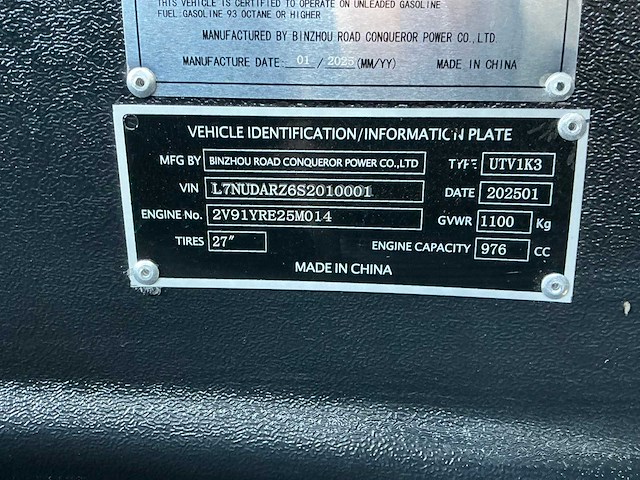 THIS VEHICLE IS CERTIFIED TO OPERATE ON UNLEADED GASOLINE
FUEL:GASOLINE 93 OCTANE OR HIGHER
MANUFACTURED BY BINZHOU ROAD CONQUEROR POWER CO.,LTD.
MANUFACTURE DATE: 01 / 2025 (MM/YY) MADE IN CHINA
VEHICLE IDENTIFICATION/INFORMATION PLATE
MFG BY BINZHOU ROAD CONQUEROR POWER CO.,LTD TYPE UTV1K3
VIN L7NUDARZ6S2010001 DATE 202501
ENGINE No. 2V91YRE25M014 GVWR 1100 Kg
TIRES 27″ ENGINE CAPACITY 976 CC
MADE IN CHINA